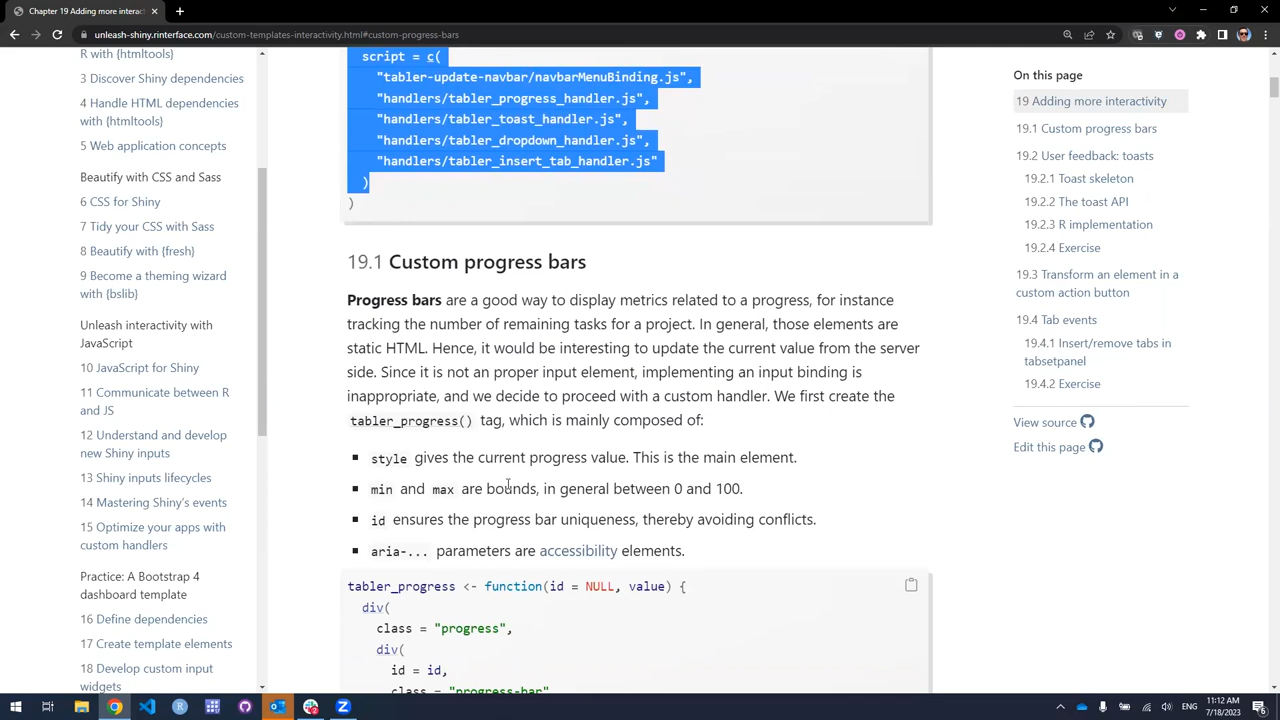 Chapter 19 Adding more interact
unleash-shiny.rinterface.com/custom-templates-interactivity.html#custom-progress-bars
R with {htmltools}
3 Discover Shiny dependencies
4 Handle HTML dependencies
with {htmltools}
5 Web application concepts
Beautify with CSS and Sass
6 CSS for Shiny
7 Tidy your CSS with Sass
8 Beautify with {fresh}
9 Become a theming wizard
with {bslib}
Unleash interactivity with
JavaScript
10 JavaScript for Shiny
11 Communicate between R
and JS
12 Understand and develop
new Shiny inputs
13 Shiny inputs lifecycles
14 Mastering Shiny's events
15 Optimize your apps with
custom handlers
Practice: A Bootstrap 4
dashboard template
16 Define dependencies
17 Create template elements
18 Develop custom input
widgets
script = c(
"tabler-update-navbar/navbarMenuBinding.js",
"handlers/tabler_progress_handler.js",
"handlers/tabler_toast_handler.js",
"handlers/tabler_dropdown_handler.js",
"handlers/tabler_insert_tab_handler.js"
)
)
19.1 Custom progress bars
Progress bars are a good way to display metrics related to a progress, for instance
tracking the number of remaining tasks for a project. In general, those elements are
static HTML. Hence, it would be interesting to update the current value from the server
side. Since it is not an proper input element, implementing an input binding is
inappropriate, and we decide to proceed with a custom handler. We first create the
tabler_progress() tag, which is mainly composed of:
▪ style gives the current progress value. This is the main element.
▪ min and max are bounds, in general between 0 and 100.
▪ id ensures the progress bar uniqueness, thereby avoiding conflicts.
▪ aria-... parameters are accessibility elements.
tabler_progress <- function(id = NULL, value) {
div(
class = "progress",
div(
id = id,
class = "progress-bar"
On this page
19 Adding more interactivity
19.1 Custom progress bars
19.2 User feedback: toasts
19.2.1 Toast skeleton
19.2.2 The toast API
19.2.3 R implementation
19.2.4 Exercise
19.3 Transform an element in a
custom action button
19.4 Tab events
19.4.1 Insert/remove tabs in
tabsetpanel
19.4.2 Exercise
View source
Edit this page
ENG
11:12 AM
7/18/2023